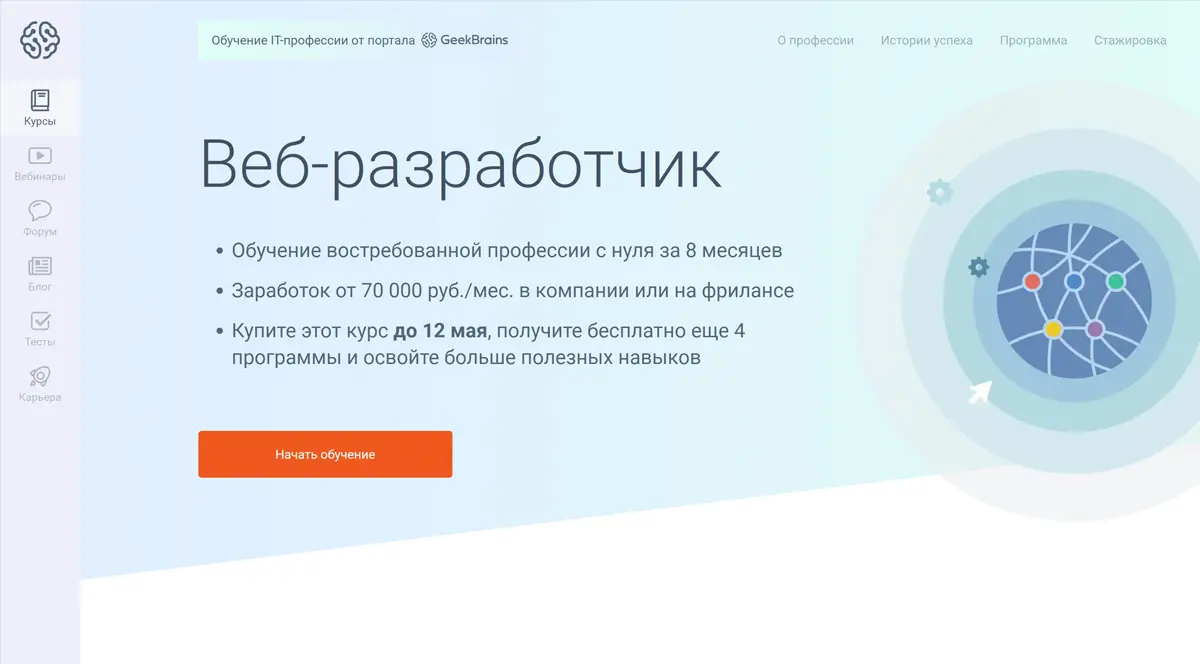 Обучение IT-профессии от портала GeekBrains
О профессии
Истории успеха
Программа
Стажировка
Курсы
Вебинары
Форум
Блог
Тесты
Карьера
Веб-разработчик
• Обучение востребованной профессии с нуля за 8 месяцев
• Заработок от 70 000 руб./мес. в компании или на фрилансе
• Купите этот курс до 12 мая, получите бесплатно еще 4
программы и освойте больше полезных навыков
Начать обучение